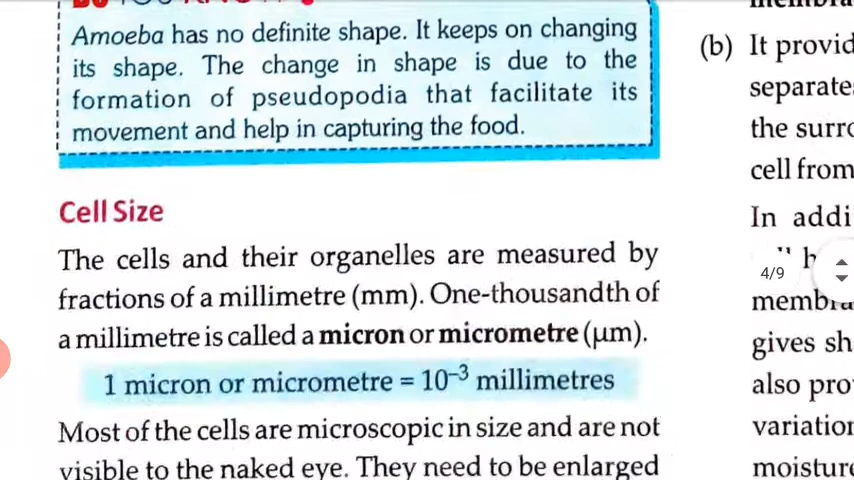 Amoeba has no definite shape. It keeps on changing
its shape. The change in shape is due to the
formation of pseudopodia that facilitate its
movement and help in capturing the food.
Cell Size
The cells and their organelles are measured by
fractions of a millimetre (mm). One-thousandth of
a millimetre is called a micron or micrometre (μm).
1 micron or micrometre = 10⁻³ millimetres
Most of the cells are microscopic in size and are not
visible to the naked eye. They need to be enlarged
(b) It provid
separate
the surro
cell from
In addi
4/9
membra
gives sh
also pro
variation
moisture